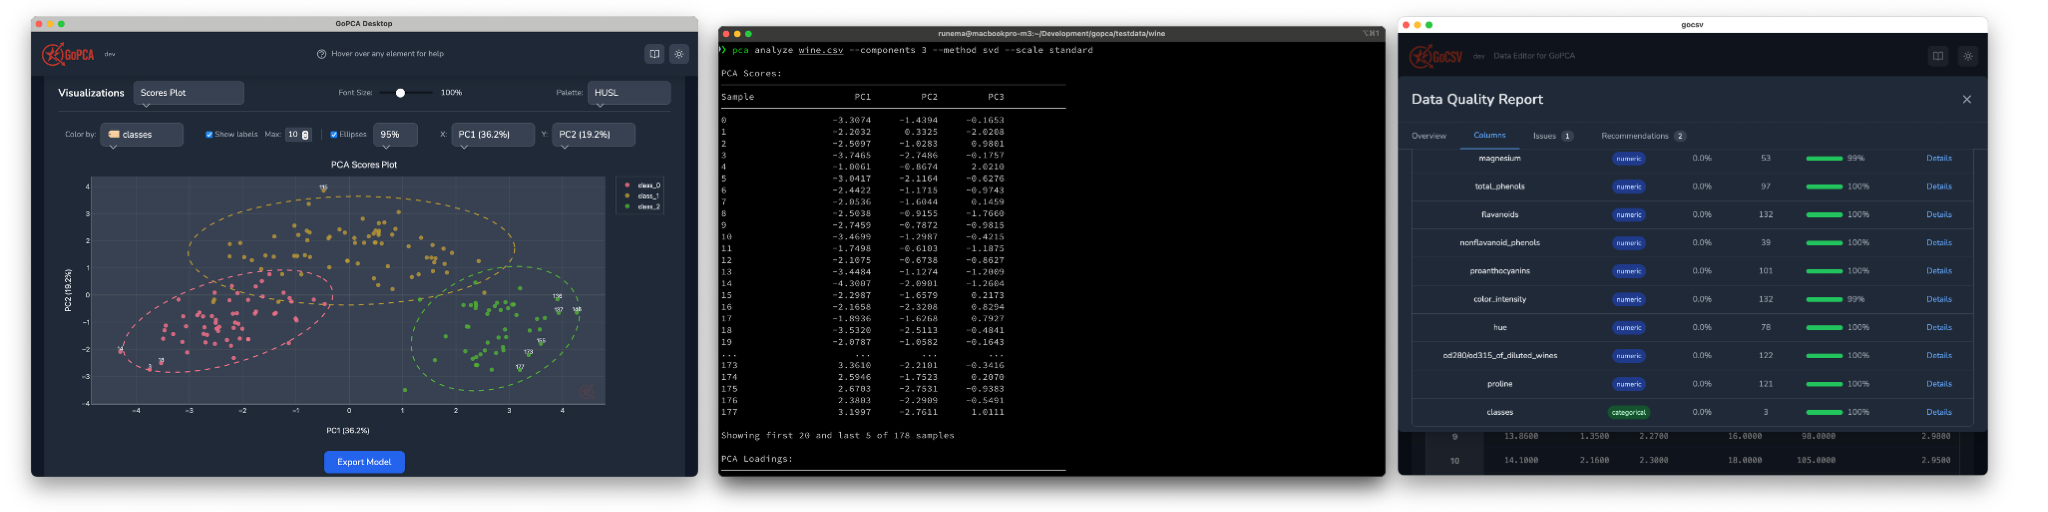 GoPCA Desktop
GoPCA
dev
Hover over any element for help
Visualizations
Scores Plot
Font Size:
100%
Palette:
HUSL
Color by:
classes
Show labels
Max:
10
Ellipses
95%
X:
PC1 (36.2%)
Y:
PC2 (19.2%)
PCA Scores Plot
class_0
class_1
class_2
PC2 (19.2%)
4
3
2
1
0
−1
−2
−3
−4
−4
−3
−2
−1
0
1
2
3
4
PC1 (36.2%)
Export Model
runema@macbookpro-m3:~/Development/gopca/testdata/wine
⌥⌘1
❯ pca analyze wine.csv --components 3 --method svd --scale standard
PCA Scores:
Sample PC1 PC2 PC3
0 -3.3074 -1.4394 -0.1653
1 -2.2032 0.3325 -2.0208
2 -2.5097 -1.0283 0.9801
3 -3.7465 -2.7486 -0.1757
4 -1.0061 -0.8674 2.0210
5 -3.0417 -2.1164 -0.6276
6 -2.4422 -1.1715 -0.9743
7 -2.0536 -1.6044 0.1459
8 -2.5038 -0.9155 -1.7660
9 -2.7459 -0.7872 -0.9815
10 -3.4699 -1.2987 -0.4215
11 -1.7498 -0.6103 -1.1875
12 -2.1075 -0.6738 -0.8627
13 -3.4484 -1.1274 -1.2009
14 -4.3007 -2.0901 -1.2604
15 -2.2987 -1.6579 0.2173
16 -2.1658 -2.3208 0.8294
17 -1.8936 -1.6268 0.7927
18 -3.5320 -2.5113 -0.4841
19 -2.0787 -1.0582 -0.1643
... ... ... ...
173 3.3610 -2.2101 -0.3416
174 2.5946 -1.7523 0.2070
175 2.6703 -2.7531 -0.9383
176 2.3803 -2.2909 -0.5491
177 3.1997 -2.7611 1.0111
Showing first 20 and last 5 of 178 samples
PCA Loadings:
gocsv
GoCSV
dev
Data Editor for GoPCA
Data Quality Report
Overview
Columns
Issues 1
Recommendations 2
magnesium numeric 0.0% 53 99% Details
total_phenols numeric 0.0% 97 100% Details
flavanoids numeric 0.0% 132 100% Details
nonflavanoid_phenols numeric 0.0% 39 100% Details
proanthocyanins numeric 0.0% 101 100% Details
color_intensity numeric 0.0% 132 99% Details
hue numeric 0.0% 78 100% Details
od280/od315_of_diluted_wines numeric 0.0% 122 100% Details
proline numeric 0.0% 121 100% Details
classes categorical 0.0% 3 100% Details
9 13.8600 1.3500 2.2700 16.0000 98.0000 2.9800
10 14.1000 2.1600 2.3000 18.0000 105.0000 2.9500